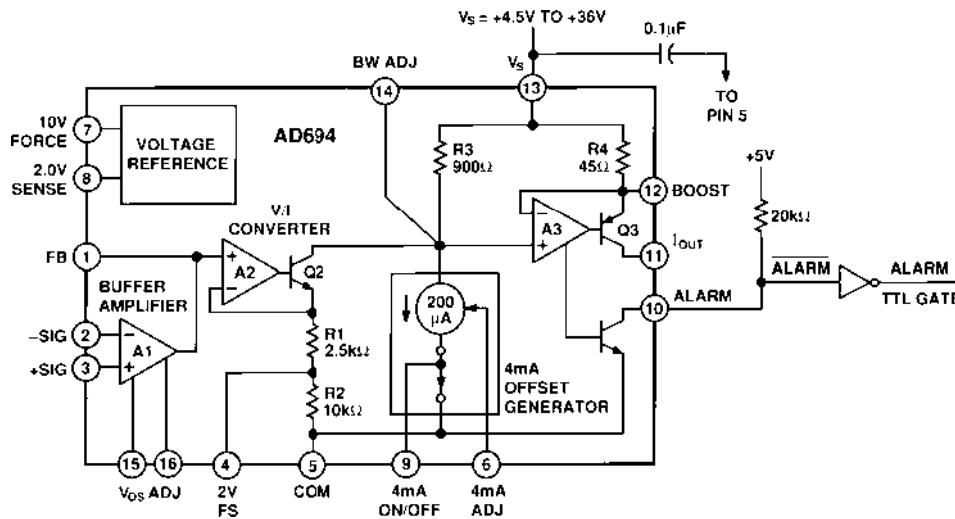 V_S = +4.5V TO +36V
0.1μF
TO
PIN 5
BW ADJ
V_S
14
13
10V
FORCE
7
VOLTAGE
REFERENCE
AD694
2.0V
SENSE
8
R3
900Ω
R4
45Ω
12
BOOST
+5V
20kΩ
V/I
CONVERTER
A3
Q3
11
I_OUT
FB
1
A2
Q2
BUFFER
AMPLIFIER
200
μA
10
ALARM
ALARM
ALARM
TTL GATE
−SIG
2
+SIG
3
A1
R1
2.5kΩ
R2
10kΩ
4mA
OFFSET
GENERATOR
15
16
4
5
9
6
V_OS ADJ
2V
FS
COM
4mA
ON/OFF
4mA
ADJ